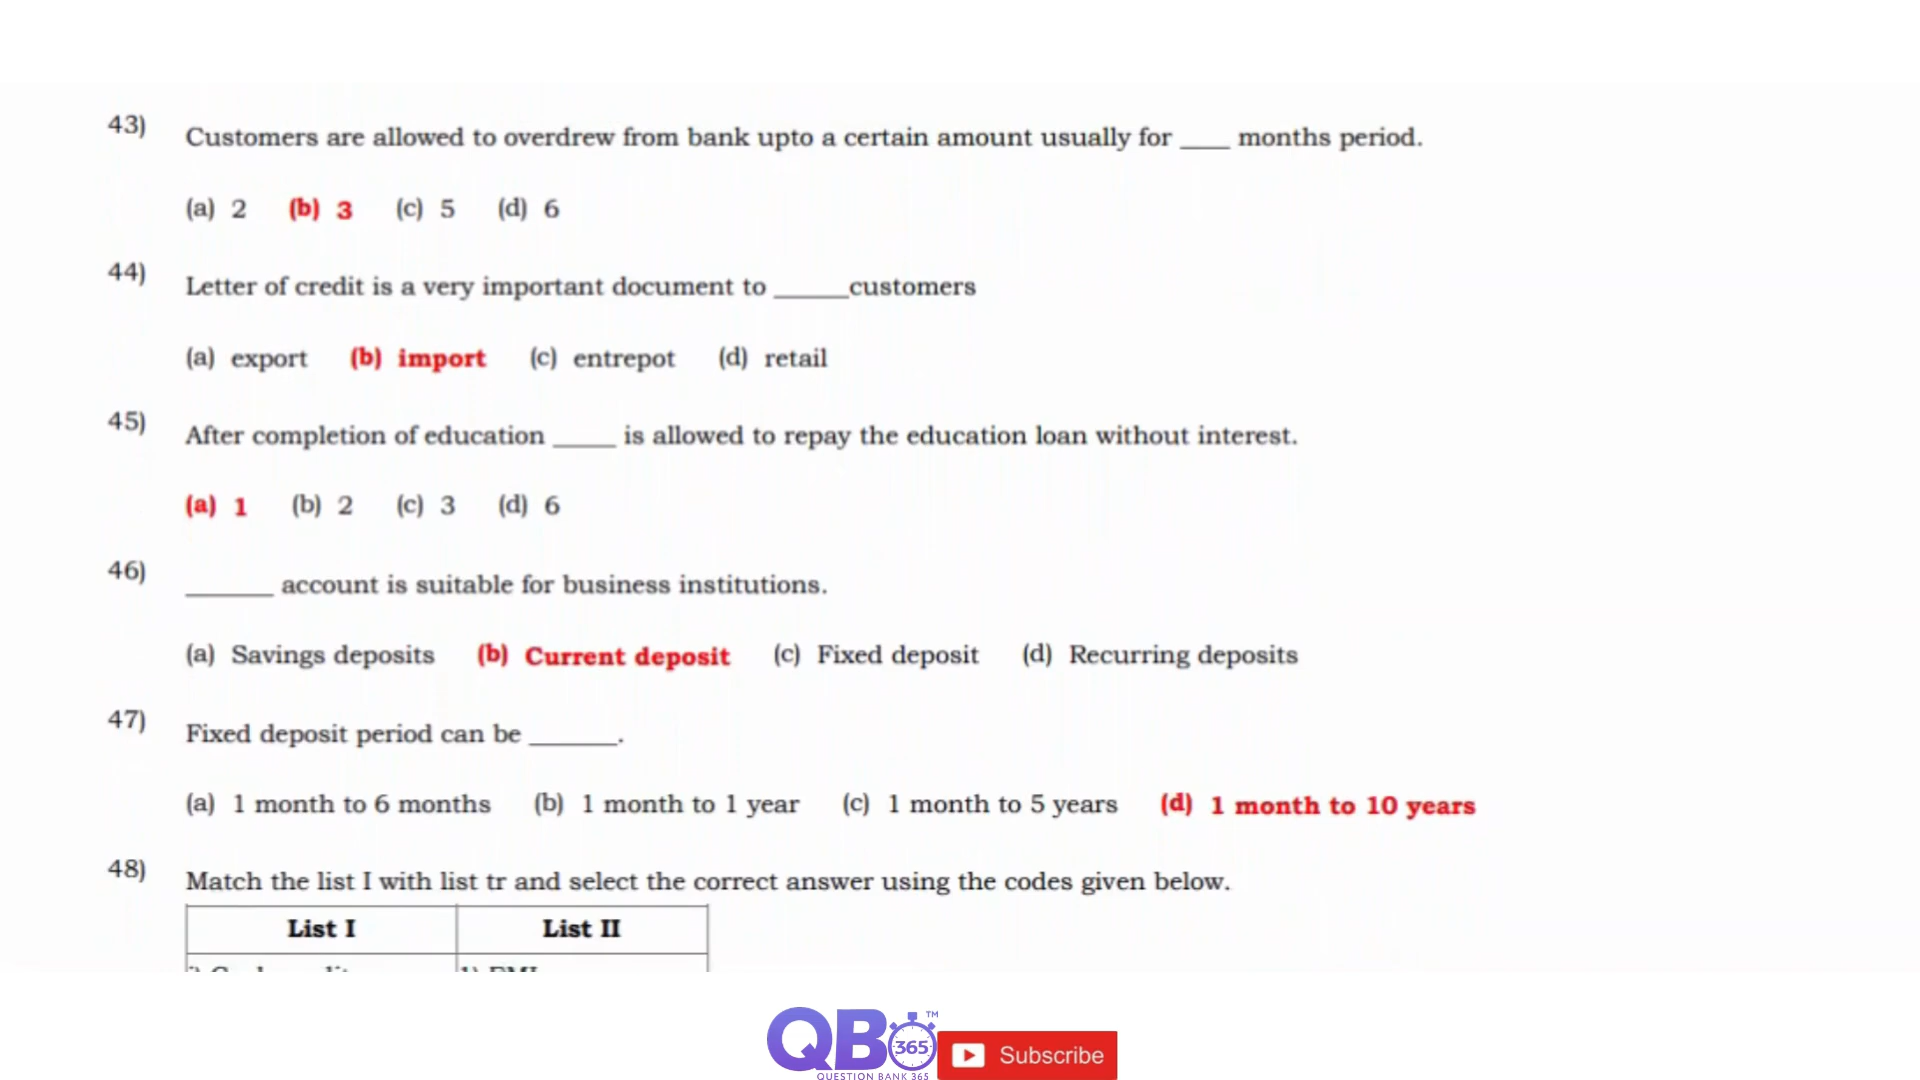 43) Customers are allowed to overdrew from bank upto a certain amount usually for ____ months period.
(a) 2 (b) 3 (c) 5 (d) 6
44) Letter of credit is a very important document to ______customers
(a) export (b) import (c) entrepot (d) retail
45) After completion of education _____ is allowed to repay the education loan without interest.
(a) 1 (b) 2 (c) 3 (d) 6
46) _______ account is suitable for business institutions.
(a) Savings deposits (b) Current deposit (c) Fixed deposit (d) Recurring deposits
47) Fixed deposit period can be _______.
(a) 1 month to 6 months (b) 1 month to 1 year (c) 1 month to 5 years (d) 1 month to 10 years
48) Match the list I with list tr and select the correct answer using the codes given below.
List I List II
QB 365 ™
QUESTION BANK 365
Subscribe